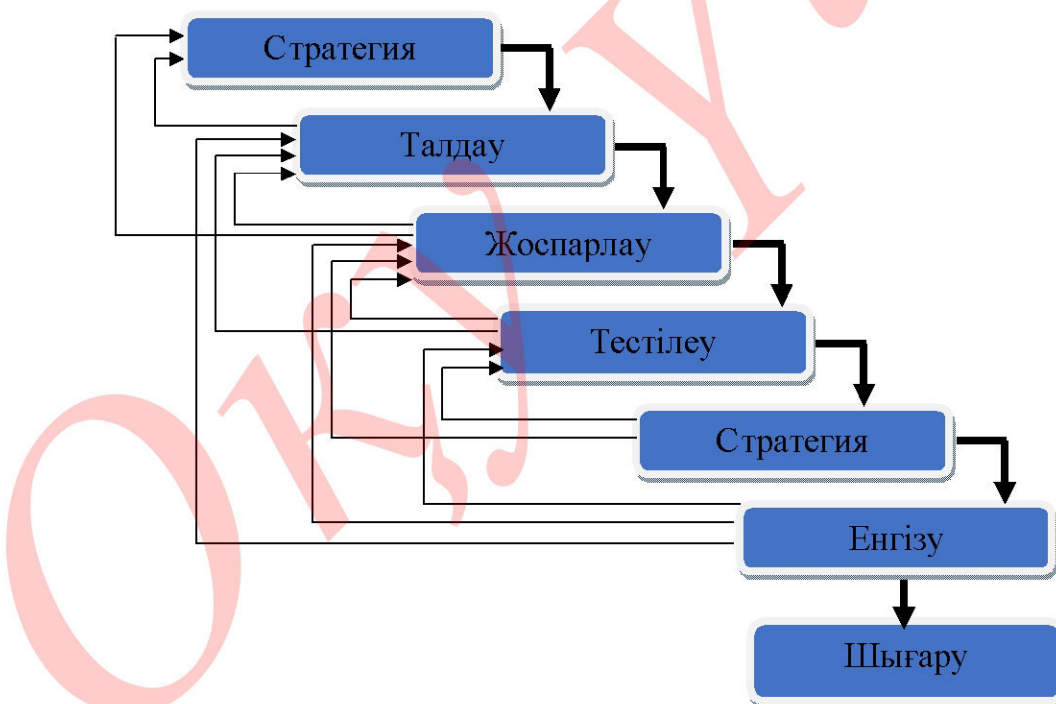 Стратегия
Талдау
Жоспарлау
Тестілеу
Стратегия
Енгізу
Шығару